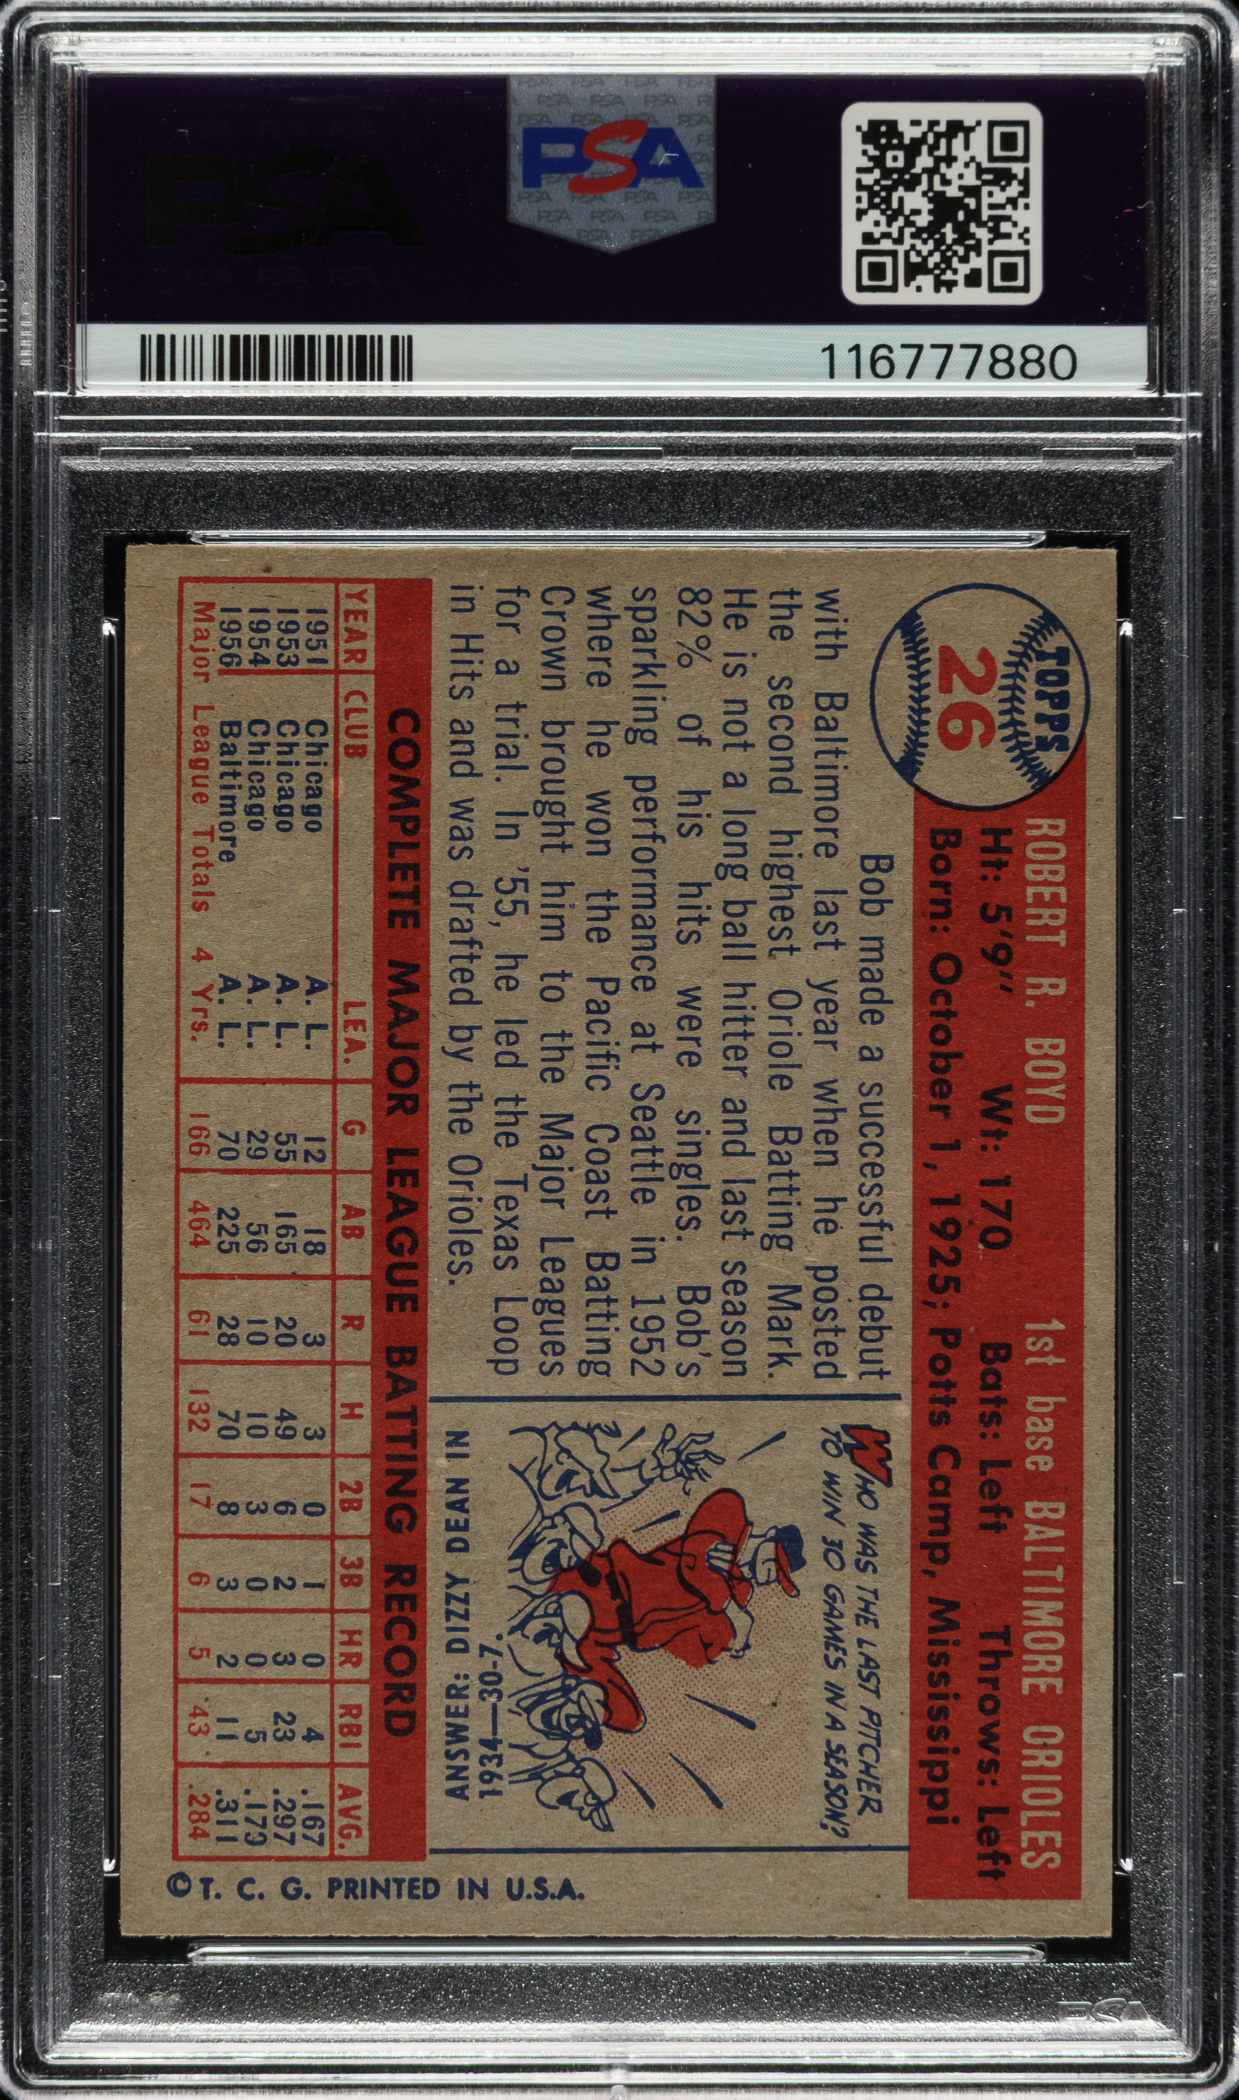 PSA
PSA
116777880
TOPPS
26
ROBERT R. BOYD 1st base BALTIMORE ORIOLES
Ht: 5'9" Wt: 170 Bats: Left Throws: Left
Born: October 1, 1925; Potts Camp, Mississippi
Bob made a successful debut
with Baltimore last year when he posted
the second highest Oriole Batting Mark.
He is not a long ball hitter and last season
82% of his hits were singles. Bob's
sparkling performance at Seattle in 1952
where he won the Pacific Coast Batting
Crown brought him to the Major Leagues
for a trial. In '55, he led the Texas Loop
in Hits and was drafted by the Orioles.
WHO WAS THE LAST PITCHER
TO WIN 30 GAMES IN A SEASON?
ANSWER: DIZZY DEAN IN
1934—30-7.
COMPLETE MAJOR LEAGUE BATTING RECORD
YEAR CLUB LEA. G AB R H 2B 3B HR RBI AVG.
1951 Chicago A. L. 12 18 3 3 0 1 0 4 .167
1953 Chicago A. L. 55 165 20 49 6 2 3 23 .297
1954 Chicago A. L. 29 56 10 10 3 0 0 5 .179
1956 Baltimore A. L. 70 225 28 70 8 3 2 11 .311
Major League Totals 4 Yrs. 166 464 61 132 17 6 5 43 .284
© T. C. G. PRINTED IN U.S.A.
PSA